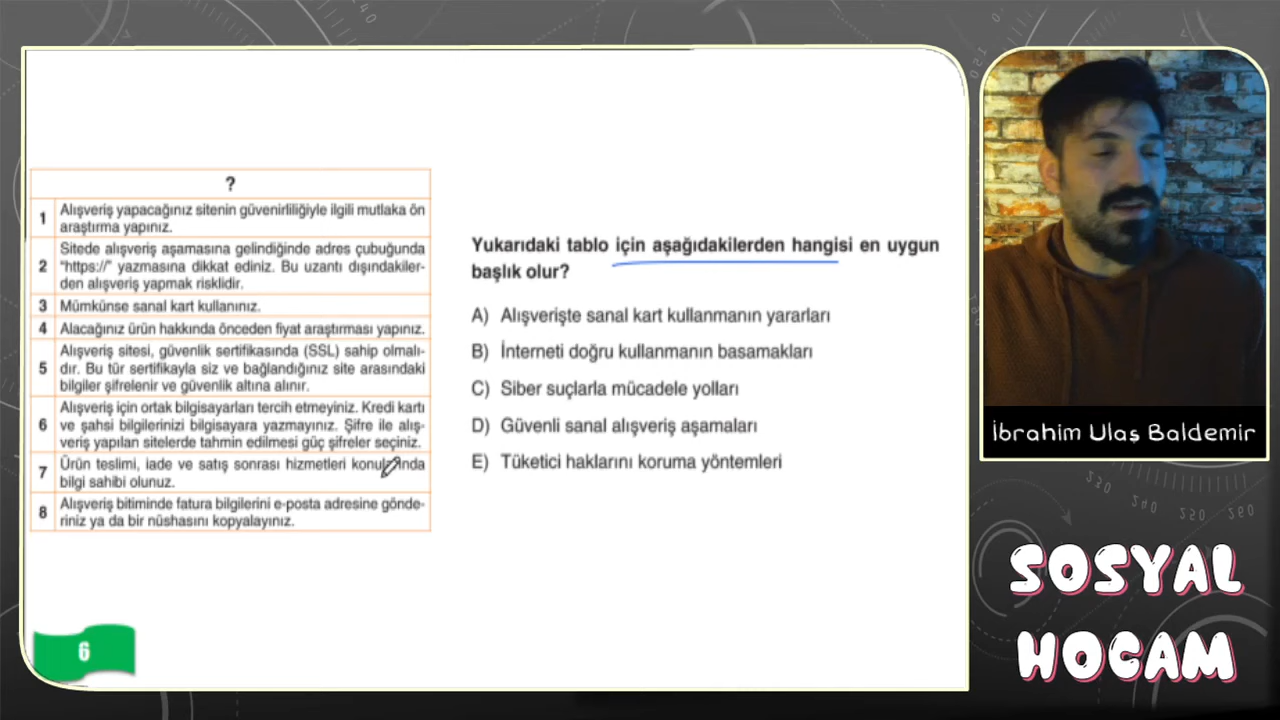 ?
1 Alışveriş yapacağınız sitenin güvenirliliğiyle ilgili mutlaka ön
araştırma yapınız.
2 Sitede alışveriş aşamasına gelindiğinde adres çubuğunda
"https://" yazmasına dikkat ediniz. Bu uzantı dışındakiler-
den alışveriş yapmak risklidir.
3 Mümkünse sanal kart kullanınız.
4 Alacağınız ürün hakkında önceden fiyat araştırması yapınız.
5 Alışveriş sitesi, güvenlik sertifikasında (SSL) sahip olmalı-
dır. Bu tür sertifikayla siz ve bağlandığınız site arasındaki
bilgiler şifrelenir ve güvenlik altına alınır.
6 Alışveriş için ortak bilgisayarları tercih etmeyiniz. Kredi kartı
ve şahsi bilgilerinizi bilgisayara yazmayınız. Şifre ile alış-
veriş yapılan sitelerde tahmin edilmesi güç şifreler seçiniz.
7 Ürün teslimi, iade ve satış sonrası hizmetleri
bilgi sahibi olunuz.
8 Alışveriş bitiminde fatura bilgilerini e-posta adresine gönde-
riniz ya da bir nüshasını kopyalayınız.
Yukarıdaki tablo için aşağıdakilerden hangisi en uygun
başlık olur?
A) Alışverişte sanal kart kullanmanın yararları
B) İnterneti doğru kullanmanın basamakları
C) Siber suçlarla mücadele yolları
D) Güvenli sanal alışveriş aşamaları
E) Tüketici haklarını koruma yöntemleri
6
İbrahim Ulaş Baldemir
SOSYAL
HOCAM
230 240 250 260